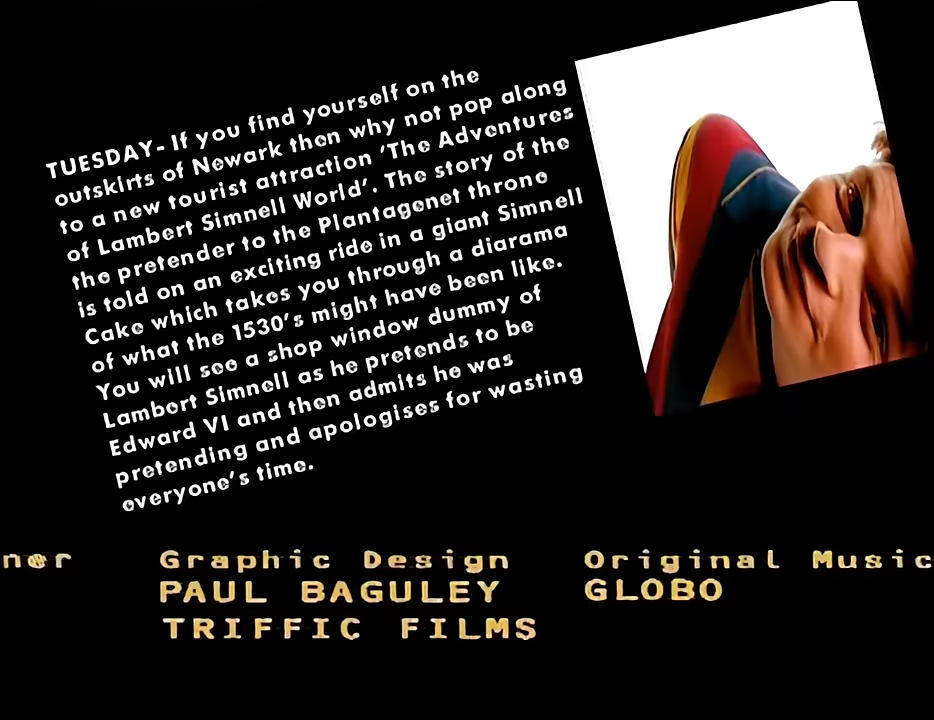 TUESDAY- If you find yourself on the
outskirts of Newark then why not pop along
to a new tourist attraction 'The Adventures
of Lambert Simnell World'. The story of the
the pretender to the Plantagenet throne
is told on an exciting ride in a giant Simnell
Cake which takes you through a diarama
of what the 1530's might have been like.
You will see a shop window dummy of
Lambert Simnell as he pretends to be
Edward VI and then admits he was
pretending and apologises for wasting
everyone's time.
ner Graphic Design Original Music
PAUL BAGULEY GLOBO
TRIFFIC FILMS